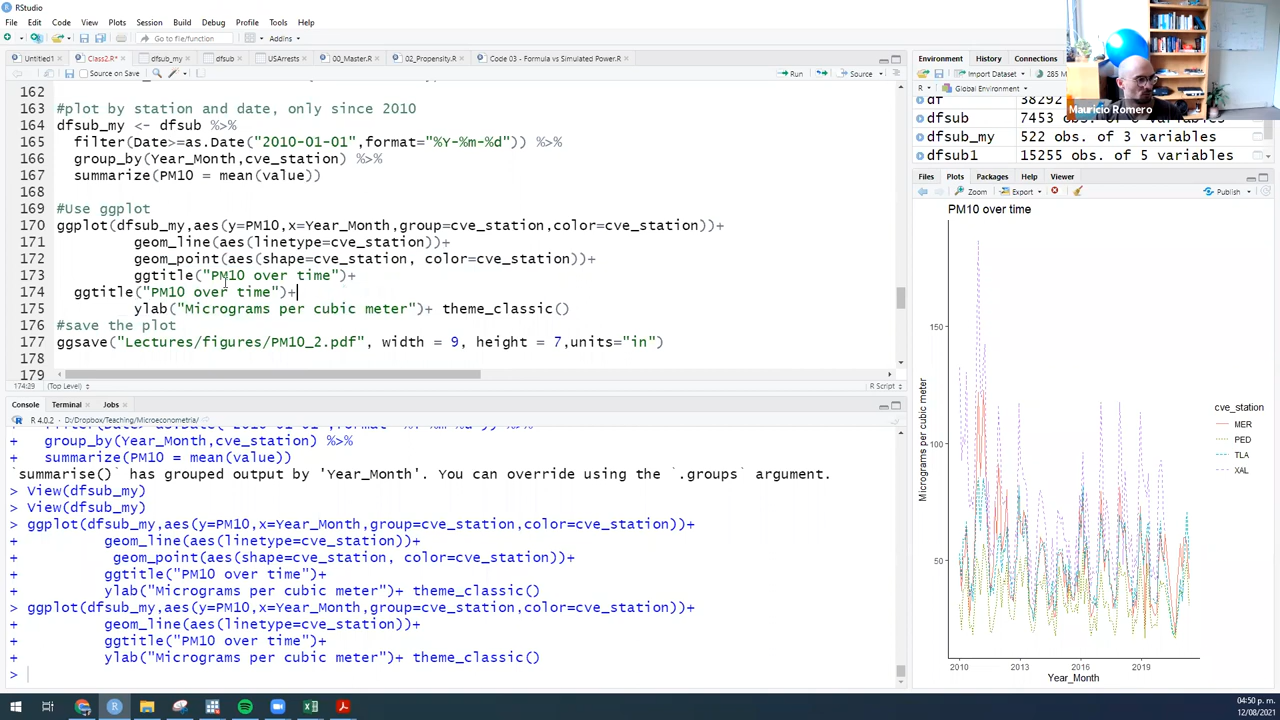 RStudio
File Edit Code View Plots Session Build Debug Profile Tools Help
Go to file/function Addins
Untitled1 Class2.R* dfsub_my dfsub USArrests 00_Master.R 02_Propensity.R Code 03 - Formula vs Simulated Power.R
Source on Save Run Source
162
163 #plot by station and date, only since 2010
164 dfsub_my <- dfsub %>%
165 filter(Date>=as.Date("2010-01-01",format="%Y-%m-%d")) %>%
166 group_by(Year_Month,cve_station) %>%
167 summarize(PM10 = mean(value))
168
169 #Use ggplot
170 ggplot(dfsub_my,aes(y=PM10,x=Year_Month,group=cve_station,color=cve_station))+
171 geom_line(aes(linetype=cve_station))+
172 geom_point(aes(shape=cve_station, color=cve_station))+
173 ggtitle("PM10 over time")+
174 ggtitle("PM10 over time")+
175 ylab("Micrograms per cubic meter")+ theme_classic()
176 #save the plot
177 ggsave("Lectures/figures/PM10_2.pdf", width = 9, height = 7,units="in")
178
179
174:29 (Top Level) R Script
Console Terminal Jobs
R 4.0.2 · D:/Dropbox/Teaching/Microeconometria/
+ group_by(Year_Month,cve_station) %>%
+ summarize(PM10 = mean(value))
`summarise()` has grouped output by 'Year_Month'. You can override using the `.groups` argument.
> View(dfsub_my)
> View(dfsub_my)
> ggplot(dfsub_my,aes(y=PM10,x=Year_Month,group=cve_station,color=cve_station))+
+ geom_line(aes(linetype=cve_station))+
+ geom_point(aes(shape=cve_station, color=cve_station))+
+ ggtitle("PM10 over time")+
+ ylab("Micrograms per cubic meter")+ theme_classic()
> ggplot(dfsub_my,aes(y=PM10,x=Year_Month,group=cve_station,color=cve_station))+
+ geom_line(aes(linetype=cve_station))+
+ ggtitle("PM10 over time")+
+ ylab("Micrograms per cubic meter")+ theme_classic()
>
Environment History Connections
Import Dataset 285 M
R Global Environment
Mauricio Romero
df 38292
dfsub 7453 obs. of
dfsub_my 522 obs. of 3 variables
dfsub1 15255 obs. of 5 variables
Files Plots Packages Help Viewer
Zoom Export Publish
PM10 over time
Micrograms per cubic meter
150
100
50
2010 2013 2016 2019
Year_Month
cve_station
MER
PED
TLA
XAL
04:50 p. m.
12/08/2021